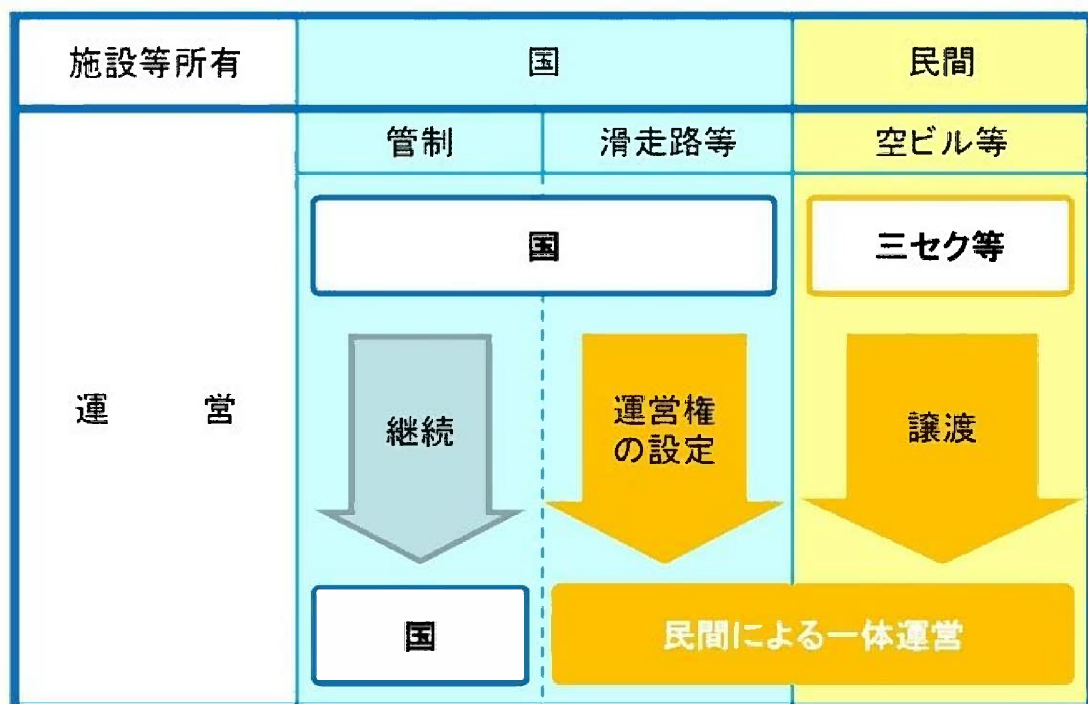 施設等所有
国
民間
管制
滑走路等
空ビル等
運営
国
三セク等
継続
運営権
の設定
譲渡
国
民間による一体運営